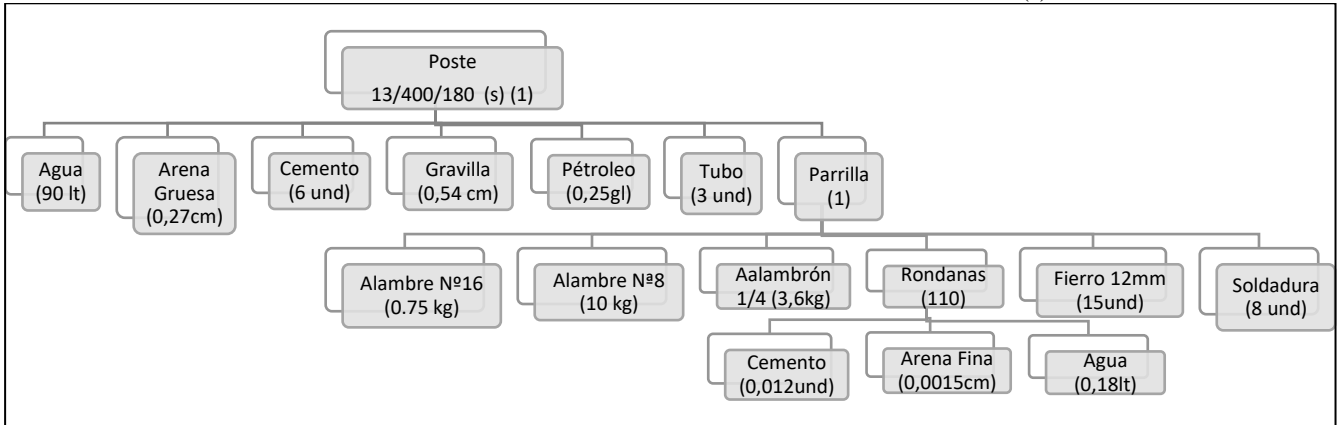 Poste
13/400/180 (s) (1)
Agua
(90 lt)
Arena
Gruesa
(0,27cm)
Cemento
(6 und)
Gravilla
(0,54 cm)
Pétroleo
(0,25gl)
Tubo
(3 und)
Parrilla
(1)
Alambre Nº16
(0.75 kg)
Alambre Nª8
(10 kg)
Aalambrón
1/4 (3,6kg)
Rondanas
(110)
Fierro 12mm
(15und)
Soldadura
(8 und)
Cemento
(0,012und)
Arena Fina
(0,0015cm)
Agua
(0,18lt)